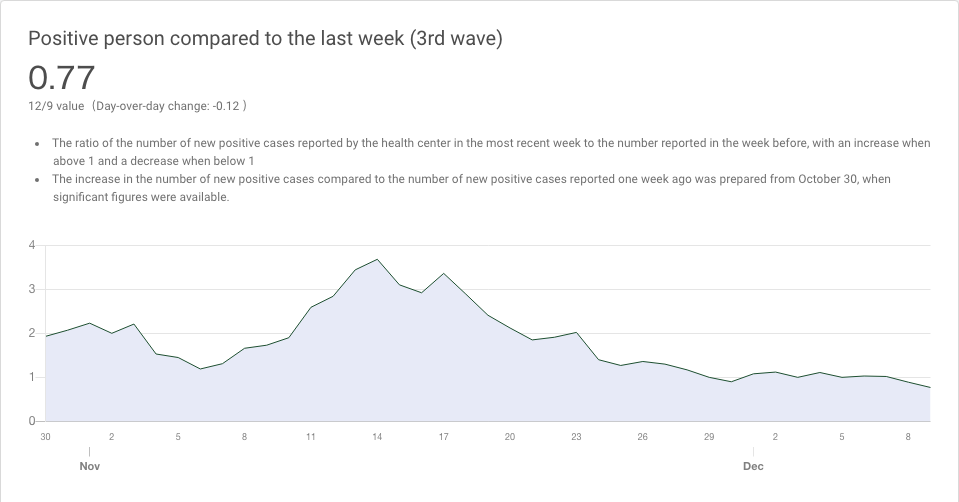 Positive person compared to the last week (3rd wave)
0.77
12/9 value（Day-over-day change: -0.12 ）
• The ratio of the number of new positive cases reported by the health center in the most recent week to the number reported in the week before, with an increase when
above 1 and a decrease when below 1
• The increase in the number of new positive cases compared to the number of new positive cases reported one week ago was prepared from October 30, when
significant figures were available.
4
3
2
1
0
30 2 5 8 11 14 17 20 23 26 29 2 5 8
Nov Dec